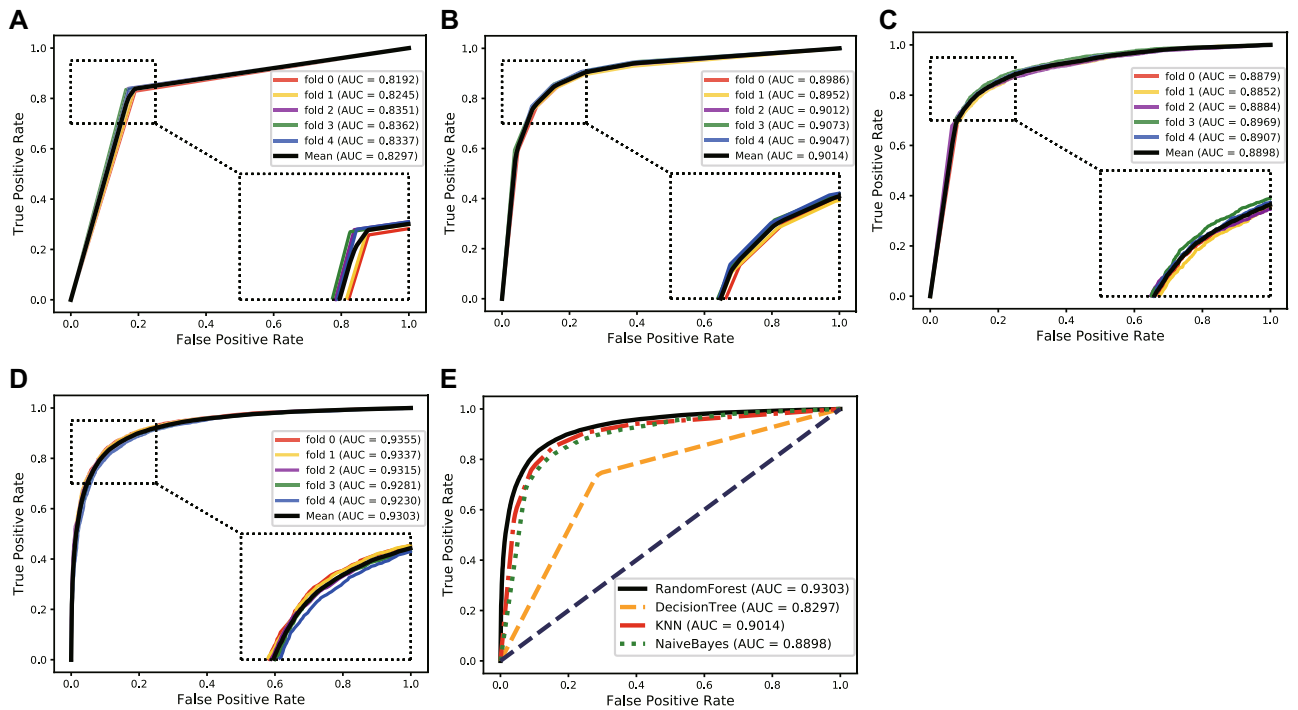 A
1.0
0.8
0.6
0.4
0.2
0.0
True Positive Rate
0.0 0.2 0.4 0.6 0.8 1.0
False Positive Rate
fold 0 (AUC = 0.8192)
fold 1 (AUC = 0.8245)
fold 2 (AUC = 0.8351)
fold 3 (AUC = 0.8362)
fold 4 (AUC = 0.8337)
Mean (AUC = 0.8297)
B
1.0
0.8
0.6
0.4
0.2
0.0
True Positive Rate
0.0 0.2 0.4 0.6 0.8 1.0
False Positive Rate
fold 0 (AUC = 0.8986)
fold 1 (AUC = 0.8952)
fold 2 (AUC = 0.9012)
fold 3 (AUC = 0.9073)
fold 4 (AUC = 0.9047)
Mean (AUC = 0.9014)
C
1.0
0.8
0.6
0.4
0.2
0.0
True Positive Rate
0.0 0.2 0.4 0.6 0.8 1.0
False Positive Rate
fold 0 (AUC = 0.8879)
fold 1 (AUC = 0.8852)
fold 2 (AUC = 0.8884)
fold 3 (AUC = 0.8969)
fold 4 (AUC = 0.8907)
Mean (AUC = 0.8898)
D
1.0
0.8
0.6
0.4
0.2
0.0
True Positive Rate
0.0 0.2 0.4 0.6 0.8 1.0
False Positive Rate
fold 0 (AUC = 0.9355)
fold 1 (AUC = 0.9337)
fold 2 (AUC = 0.9315)
fold 3 (AUC = 0.9281)
fold 4 (AUC = 0.9230)
Mean (AUC = 0.9303)
E
1.0
0.8
0.6
0.4
0.2
0.0
True Positive Rate
0.0 0.2 0.4 0.6 0.8 1.0
False Positive Rate
RandomForest (AUC = 0.9303)
DecisionTree (AUC = 0.8297)
KNN (AUC = 0.9014)
NaiveBayes (AUC = 0.8898)